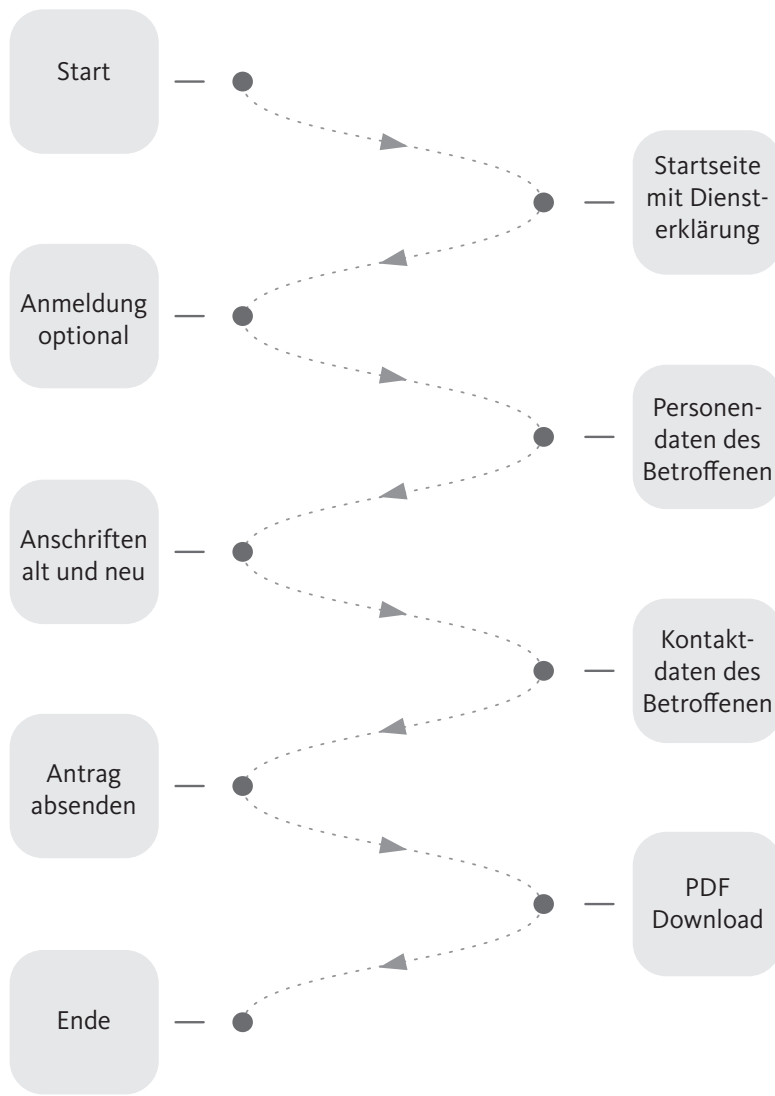 Start
Startseite
mit Dienst-
erklärung
Anmeldung
optional
Personen-
daten des
Betroffenen
Anschriften
alt und neu
Kontakt-
daten des
Betroffenen
Antrag
absenden
PDF
Download
Ende